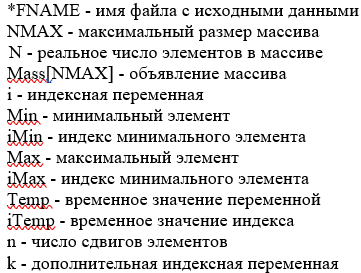 *FNAME - имя файла с исходными данными
NMAX - максимальный размер массива
N - реальное число элементов в массиве
Mass[NMAX] - объявление массива
i - индексная переменная
Min - минимальный элемент
iMin - индекс минимального элемента
Max - максимальный элемент
iMax - индекс минимального элемента
Temp - временное значение переменной
iTemp - временное значение индекса
n - число сдвигов элементов
k - дополнительная индексная переменная